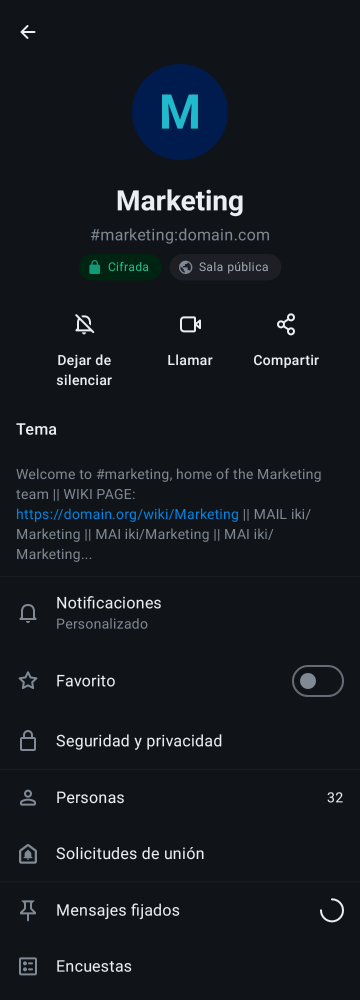 M
Marketing
#marketing:domain.com
Cifrada
Sala pública
Dejar de
silenciar
Llamar
Compartir
Tema
Welcome to #marketing, home of the Marketing
team || WIKI PAGE:
https://domain.org/wiki/Marketing || MAIL iki/
Marketing || MAI iki/Marketing || MAI iki/
Marketing...
Notificaciones
Personalizado
Favorito
Seguridad y privacidad
Personas 32
Solicitudes de unión
Mensajes fijados
Encuestas